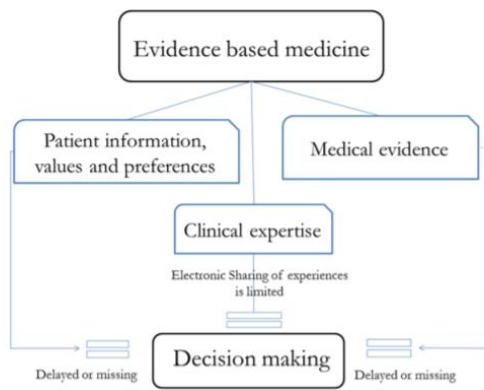 Evidence based medicine
Patient information,
values and preferences
Medical evidence
Clinical expertise
Electronic Sharing of experiences
is limited
Decision making
Delayed or missing
Delayed or missing